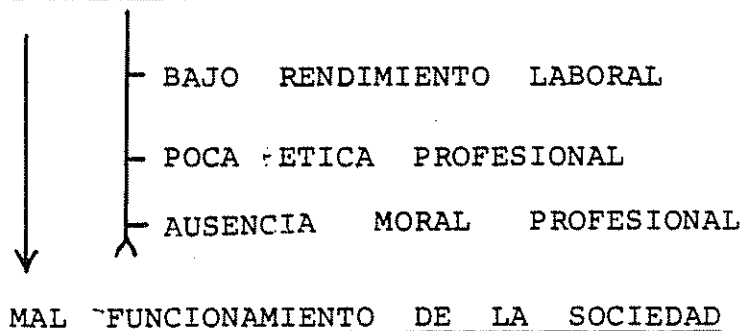 BAJO RENDIMIENTO LABORAL
POCA ETICA PROFESIONAL
AUSENCIA MORAL PROFESIONAL
MAL FUNCIONAMIENTO DE LA SOCIEDAD